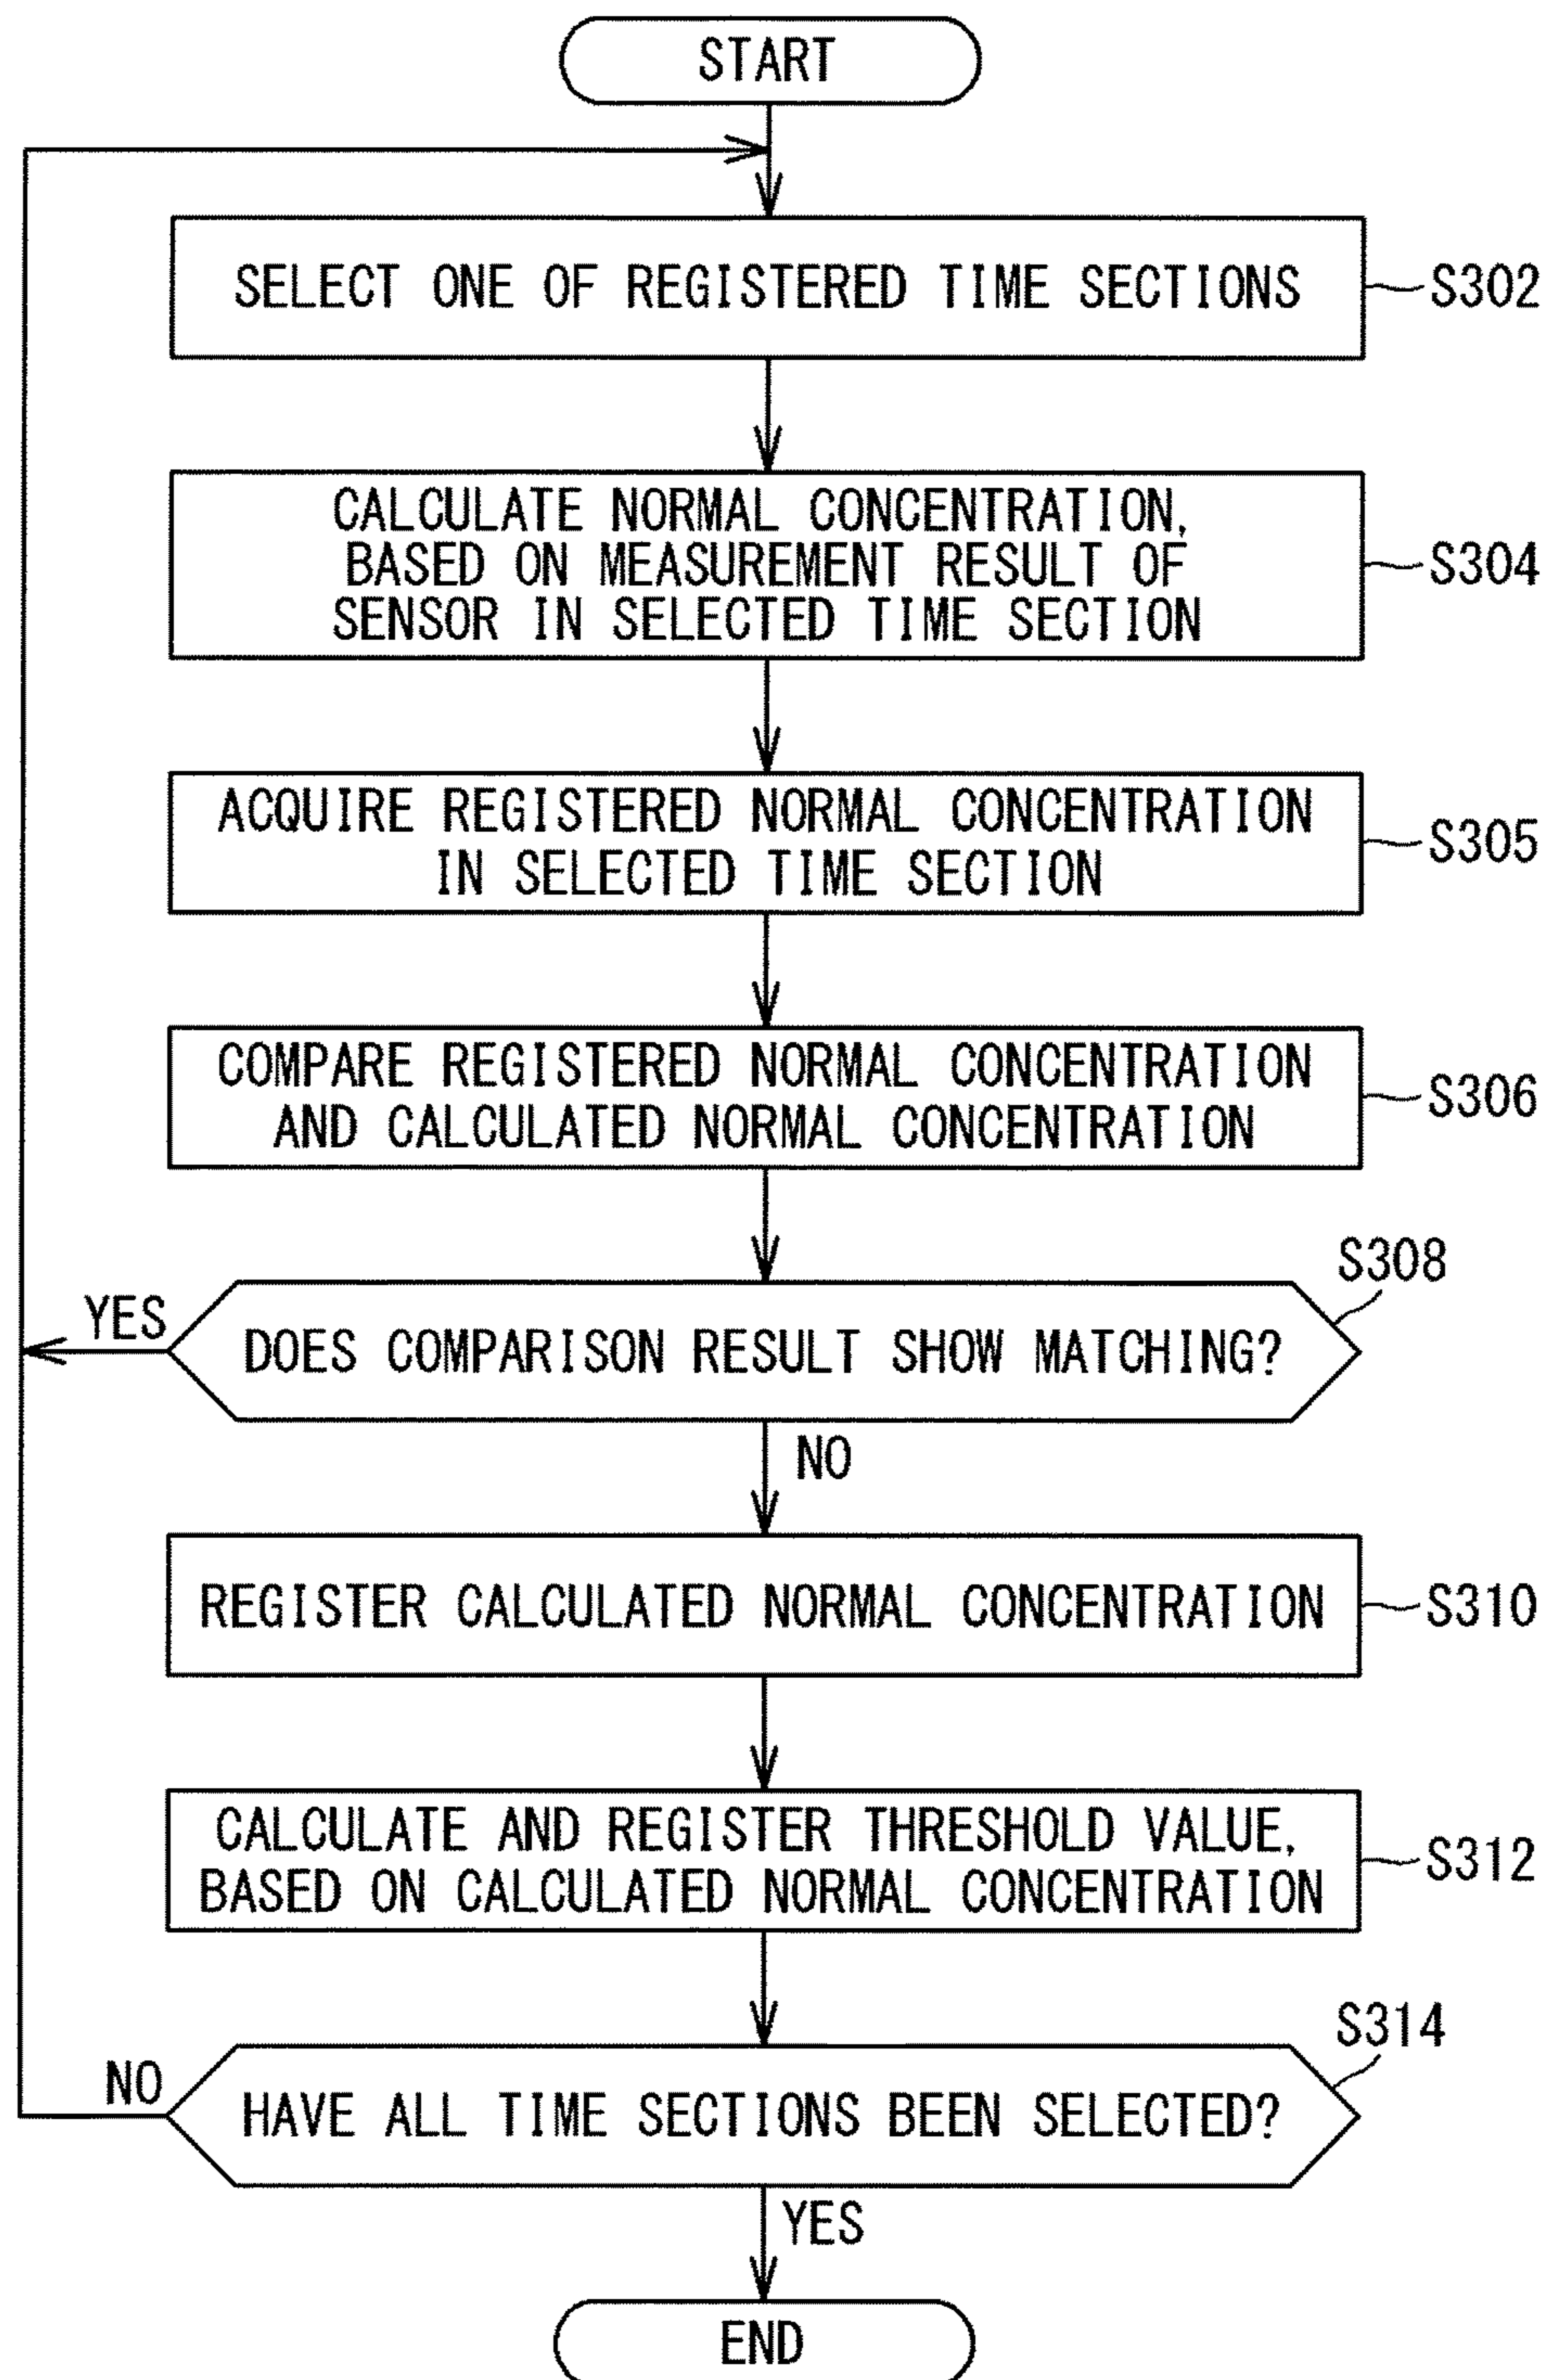 START
SELECT ONE OF REGISTERED TIME SECTIONS
S302
CALCULATE NORMAL CONCENTRATION,
BASED ON MEASUREMENT RESULT OF
SENSOR IN SELECTED TIME SECTION
S304
ACQUIRE REGISTERED NORMAL CONCENTRATION
IN SELECTED TIME SECTION
S305
COMPARE REGISTERED NORMAL CONCENTRATION
AND CALCULATED NORMAL CONCENTRATION
S306
S308
YES
DOES COMPARISON RESULT SHOW MATCHING?
NO
REGISTER CALCULATED NORMAL CONCENTRATION
S310
CALCULATE AND REGISTER THRESHOLD VALUE,
BASED ON CALCULATED NORMAL CONCENTRATION
S312
S314
NO
HAVE ALL TIME SECTIONS BEEN SELECTED?
YES
END